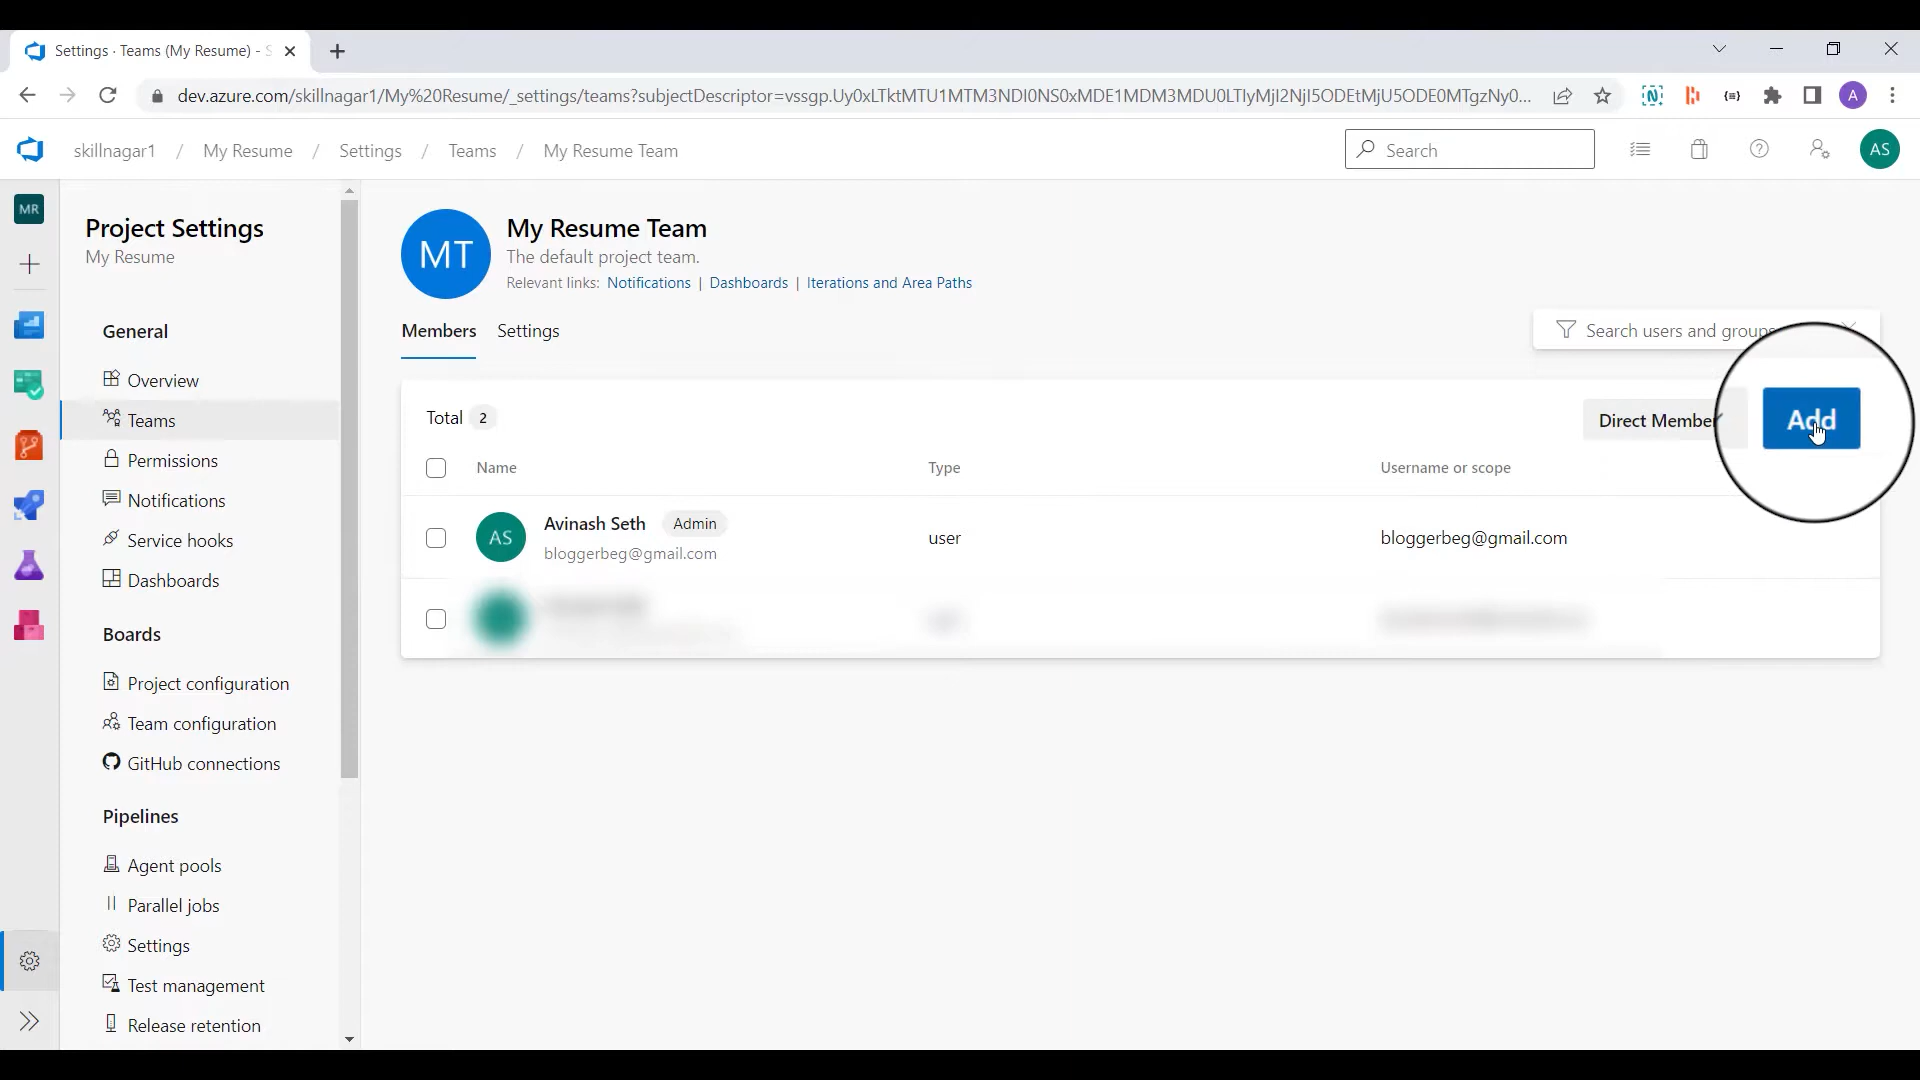 Settings · Teams (My Resume) - S
dev.azure.com/skillnagar1/My%20Resume/_settings/teams?subjectDescriptor=vssgp.Uy0xLTktMTU1MTM3NDI0NS0xMDE1MDM3MDU0LTIyMjI2NjI5ODEtMjU5ODE0MTgzNy0...
A
skillnagar1 / My Resume / Settings / Teams / My Resume Team
Search
AS
MR
Project Settings
My Resume
General
Overview
Teams
Permissions
Notifications
Service hooks
Dashboards
Boards
Project configuration
Team configuration
GitHub connections
Pipelines
Agent pools
Parallel jobs
Settings
Test management
Release retention
MT
My Resume Team
The default project team.
Relevant links: Notifications | Dashboards | Iterations and Area Paths
Members Settings
Search users and groups
Total 2
Direct Member
Add
Name Type Username or scope
AS
Avinash Seth Admin
bloggerbeg@gmail.com
user
bloggerbeg@gmail.com